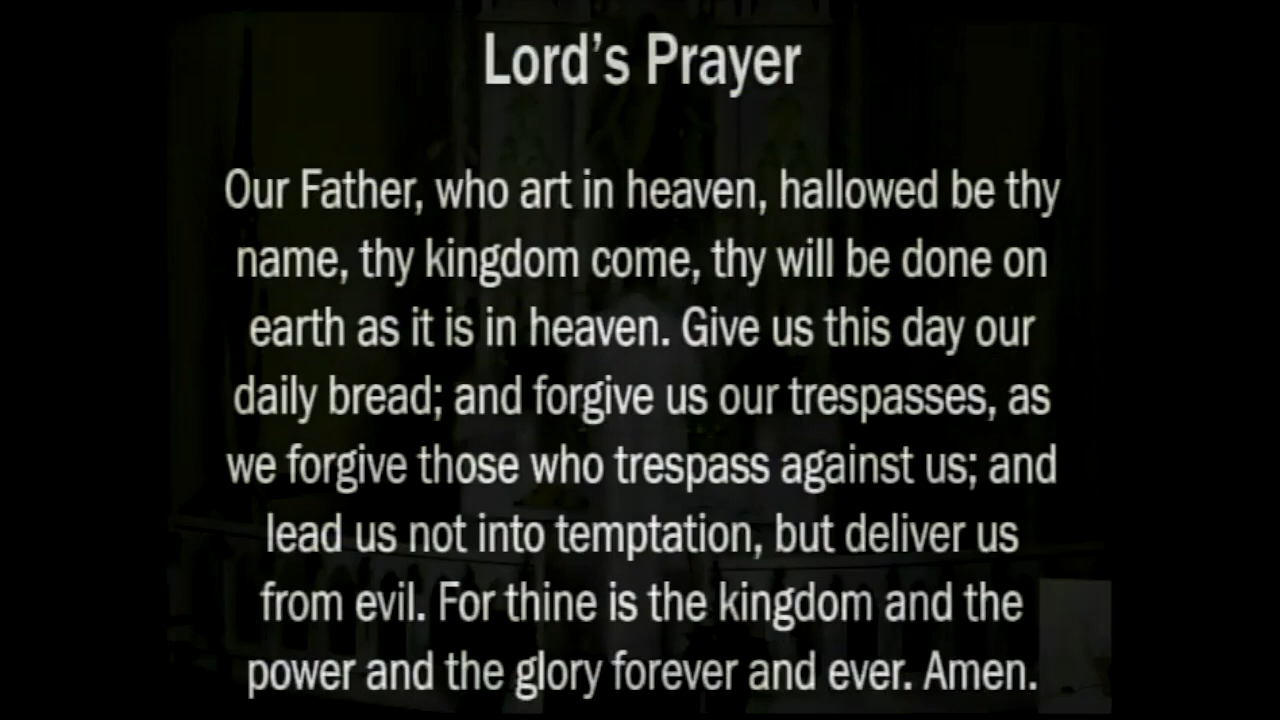 Lord’s Prayer
Our Father, who art in heaven, hallowed be thy
name, thy kingdom come, thy will be done on
earth as it is in heaven. Give us this day our
daily bread; and forgive us our trespasses, as
we forgive those who trespass against us; and
lead us not into temptation, but deliver us
from evil. For thine is the kingdom and the
power and the glory forever and ever. Amen.